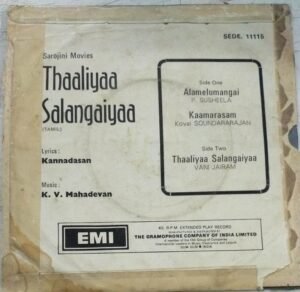 SEDE. 11115
Sarojini Movies
Thaaliyaa
Salangaiyaa
(TAMIL)
Lyrics:
Kannadasan
Music:
K. V. Mahadevan
Side One
Alamelumangai
P. SUSHEELA
Kaamarasam
Kovai SOUNDARARAJAN
Side Two
Thaaliyaa Salangaiyaa
VANI JAIRAM
EMI
45 R.P.M. EXTENDED PLAY RECORD
THE GRAMOPHONE COMPANY OF INDIA LIMITED